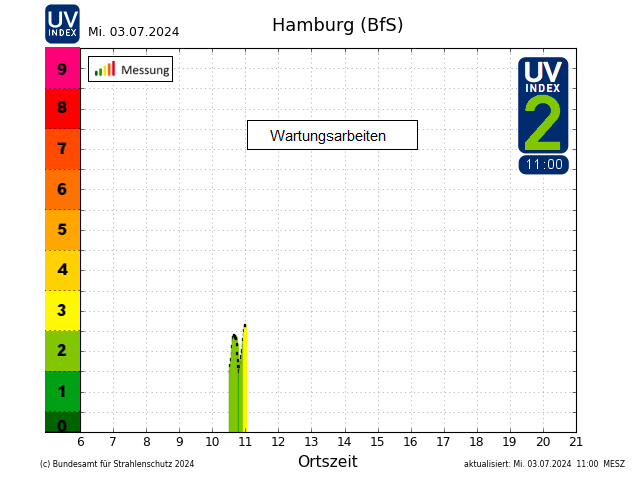 UV
INDEX
Mi. 03.07.2024
Hamburg (BfS)
Messung
Wartungsarbeiten
UV
INDEX
2
11:00
9
8
7
6
5
4
3
2
1
0
6 7 8 9 10 11 12 13 14 15 16 17 18 19 20 21
Ortszeit
(c) Bundesamt für Strahlenschutz 2024
aktualisiert: Mi. 03.07.2024 11:00 MESZ